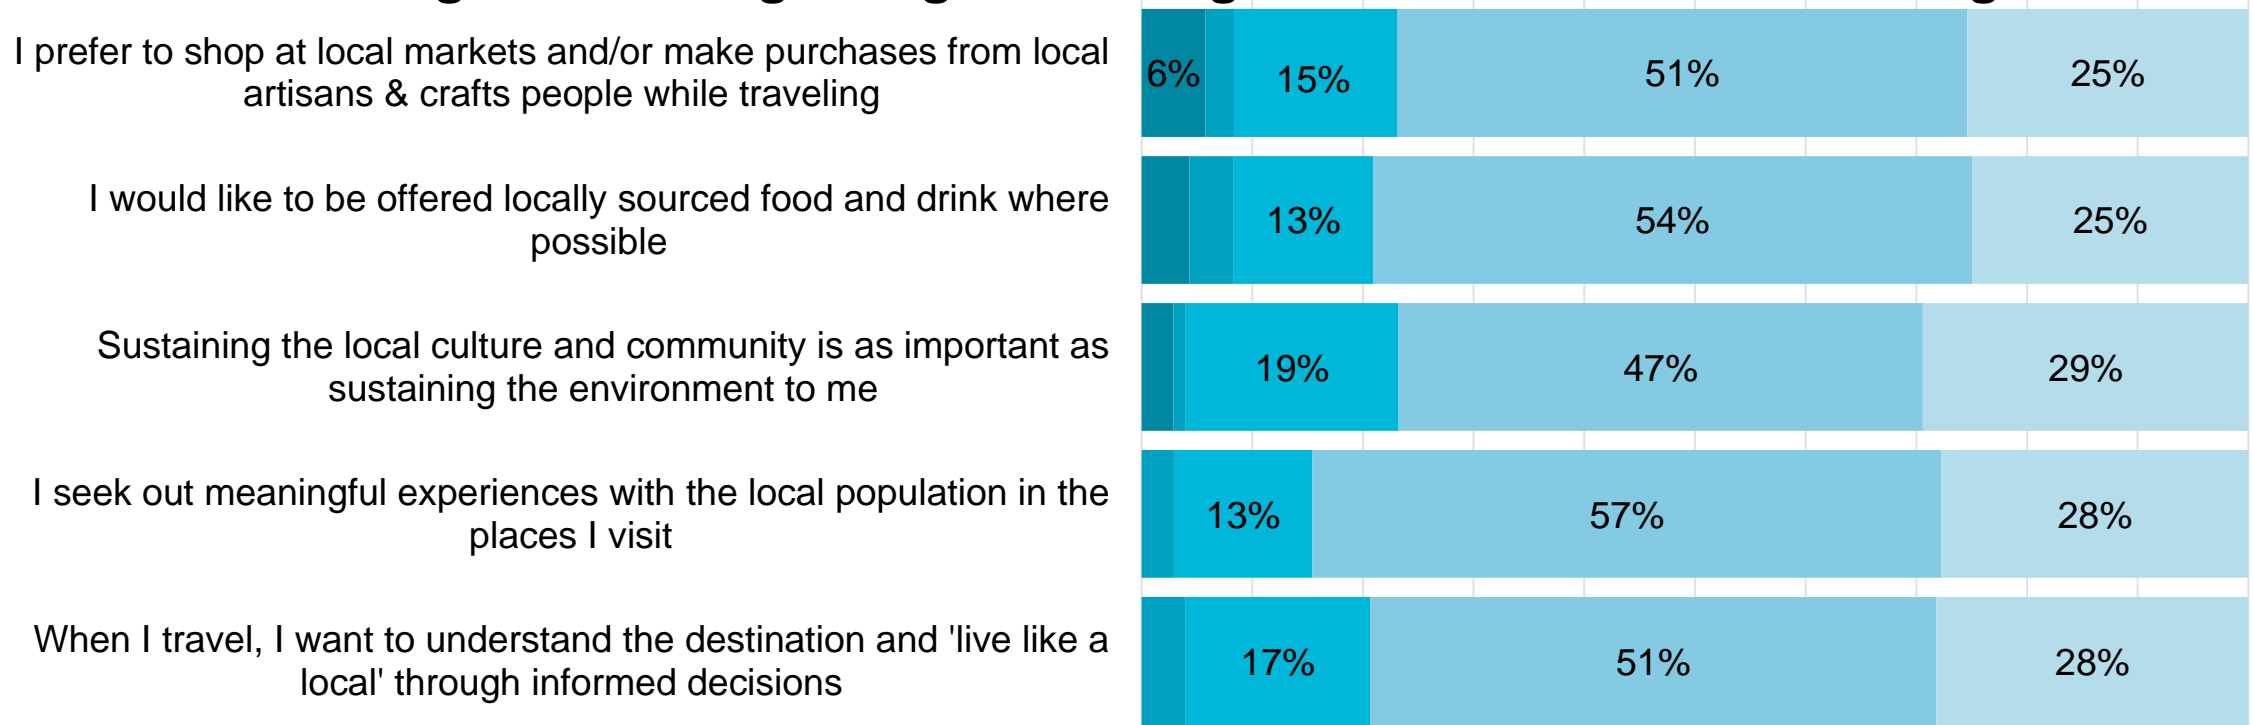 I prefer to shop at local markets and/or make purchases from local
artisans & crafts people while traveling
6% 15% 51% 25%
I would like to be offered locally sourced food and drink where
possible
13% 54% 25%
Sustaining the local culture and community is as important as
sustaining the environment to me
19% 47% 29%
I seek out meaningful experiences with the local population in the
places I visit
13% 57% 28%
When I travel, I want to understand the destination and 'live like a
local' through informed decisions
17% 51% 28%